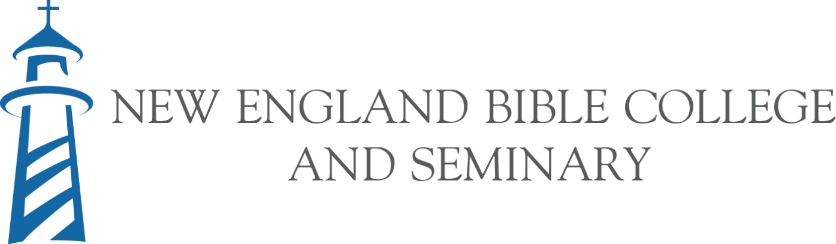 NEW ENGLAND BIBLE COLLEGE
AND SEMINARY